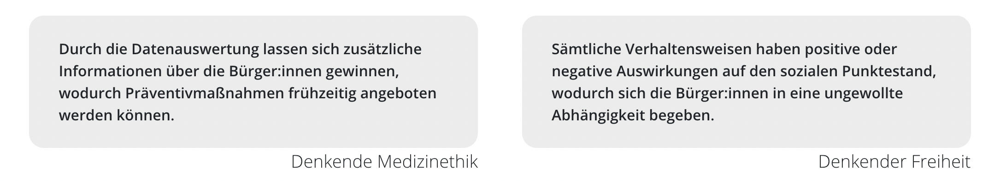 Durch die Datenauswertung lassen sich zusätzliche
Informationen über die Bürger:innen gewinnen,
wodurch Präventivmaßnahmen frühzeitig angeboten
werden können.
Denkende Medizinethik
Sämtliche Verhaltensweisen haben positive oder
negative Auswirkungen auf den sozialen Punktestand,
wodurch sich die Bürger:innen in eine ungewollte
Abhängigkeit begeben.
Denkender Freiheit